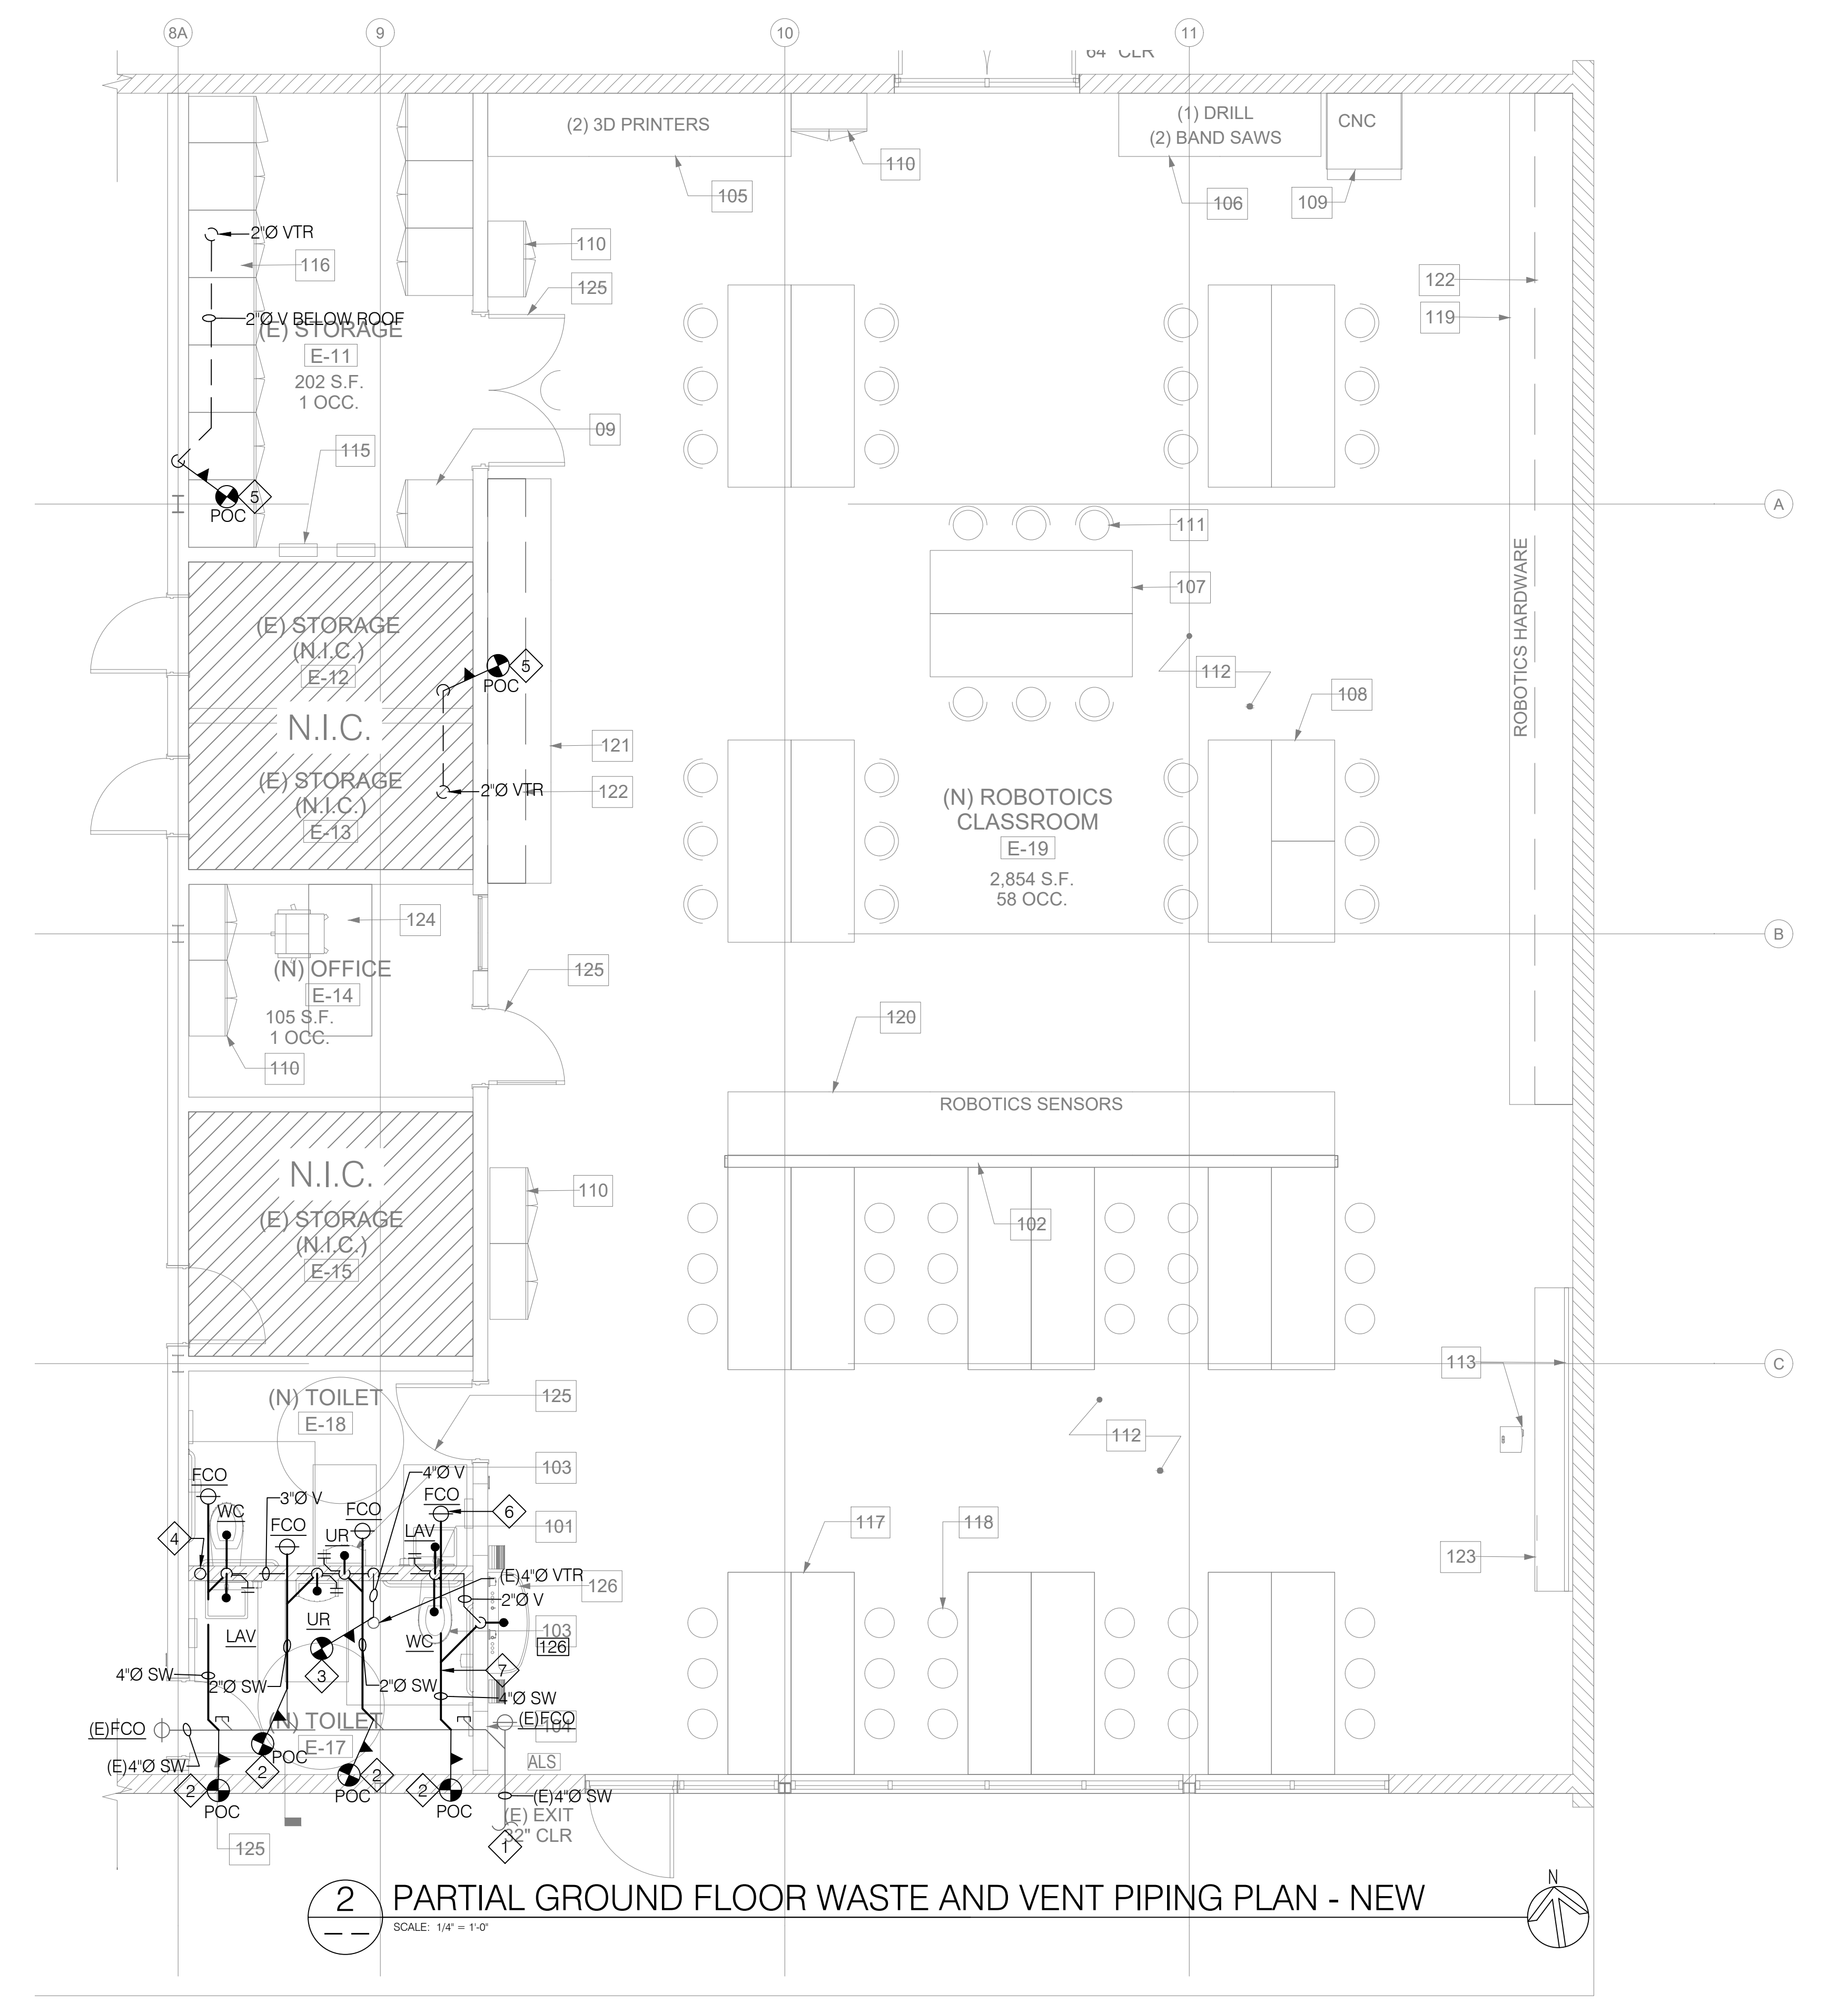 8A
9
10
11
64" CLR
(2) 3D PRINTERS
(1) DRILL
(2) BAND SAWS
CNC
110
105
106
109
2"Ø VTR
116
110
125
122
119
2"Ø V BELOW ROOF
(E) STORAGE
E-11
202 S.F.
1 OCC.
09
115
5
POC
A
111
107
ROBOTICS HARDWARE
(E) STORAGE
(N.I.C.)
E-12
5
POC
112
108
N.I.C.
121
(E) STORAGE
(N.I.C.)
E-13
2"Ø VTR
122
(N) ROBOTOICS
CLASSROOM
E-19
2,854 S.F.
58 OCC.
124
B
(N) OFFICE
E-14
105 S.F.
1 OCC.
125
120
110
ROBOTICS SENSORS
N.I.C.
110
(E) STORAGE
(N.I.C.)
E-15
102
113
C
(N) TOILET
E-18
125
112
103
4"Ø V
FCO
3"Ø V
FCO
FCO
FCO
6
WC
UR
LAV
4
101
117
118
123
(E)4"Ø VTR
126
2"Ø V
UR
LAV
WC
103
126
4"Ø SW
2"Ø SW
3
2"Ø SW
7
4"Ø SW
(E)FCO
(N) TOILET
E-17
(E)FCO
104
(E)4"Ø SW
POC
2
2
2
2
POC
POC
POC
ALS
(E)4"Ø SW
(E) EXIT
32" CLR
1
125
2
PARTIAL GROUND FLOOR WASTE AND VENT PIPING PLAN - NEW
SCALE: 1/4" = 1'-0"
N